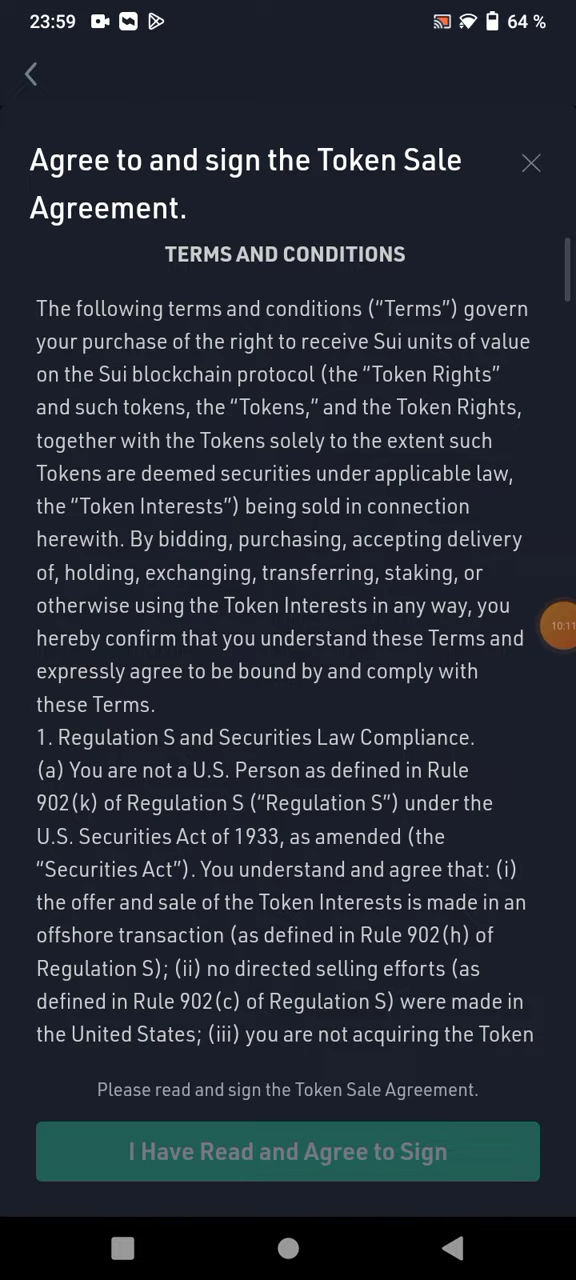 23:59
64 %
Agree to and sign the Token Sale
Agreement.
TERMS AND CONDITIONS
The following terms and conditions (“Terms”) govern
your purchase of the right to receive Sui units of value
on the Sui blockchain protocol (the “Token Rights”
and such tokens, the “Tokens,” and the Token Rights,
together with the Tokens solely to the extent such
Tokens are deemed securities under applicable law,
the “Token Interests”) being sold in connection
herewith. By bidding, purchasing, accepting delivery
of, holding, exchanging, transferring, staking, or
otherwise using the Token Interests in any way, you
10:11
hereby confirm that you understand these Terms and
expressly agree to be bound by and comply with
these Terms.
1. Regulation S and Securities Law Compliance.
(a) You are not a U.S. Person as defined in Rule
902(k) of Regulation S (“Regulation S”) under the
U.S. Securities Act of 1933, as amended (the
“Securities Act”). You understand and agree that: (i)
the offer and sale of the Token Interests is made in an
offshore transaction (as defined in Rule 902(h) of
Regulation S); (ii) no directed selling efforts (as
defined in Rule 902(c) of Regulation S) were made in
the United States; (iii) you are not acquiring the Token
Please read and sign the Token Sale Agreement.
I Have Read and Agree to Sign